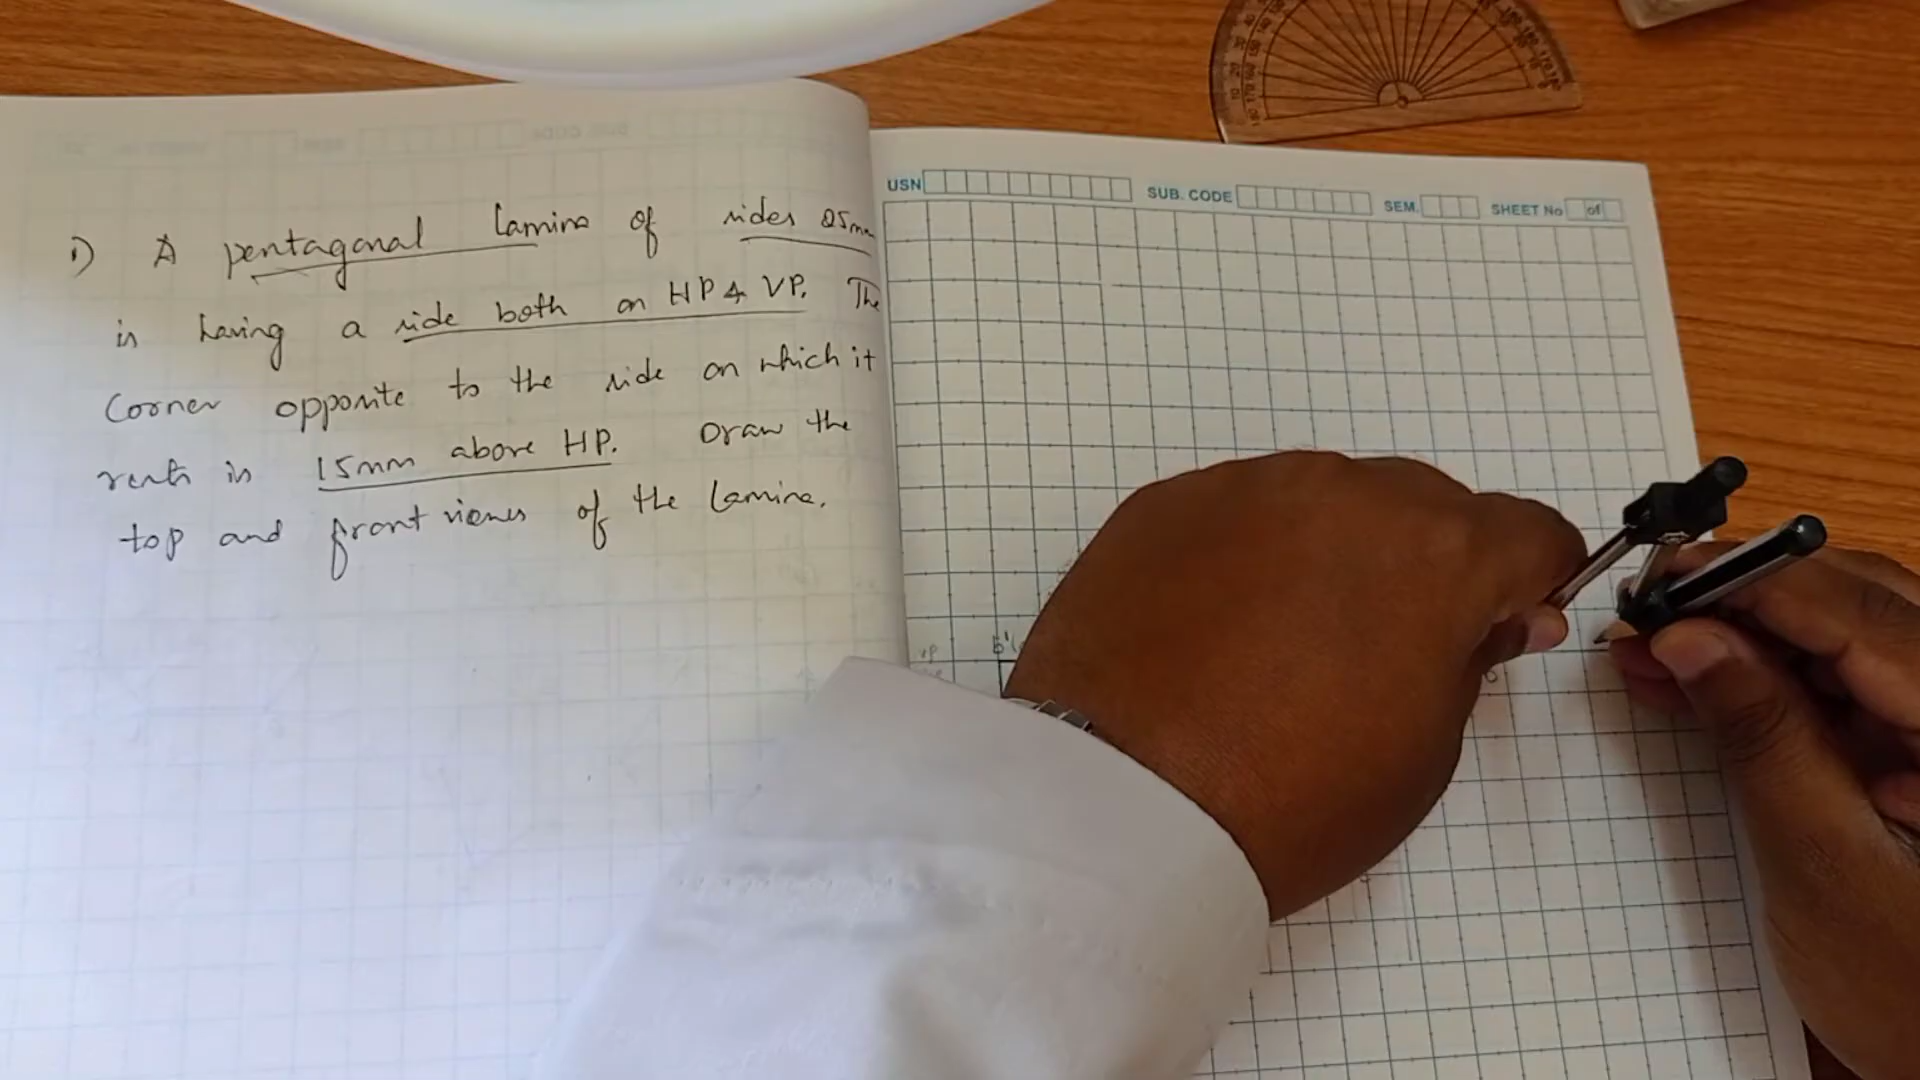 1) A pentagonal lamina of sides 25mm
is having a side both on HP & VP. The
Corner opposite to the side on which it
rests is 15mm above HP. Draw the
top and front views of the lamina.
USN SUB. CODE SEM. SHEET No of
b'